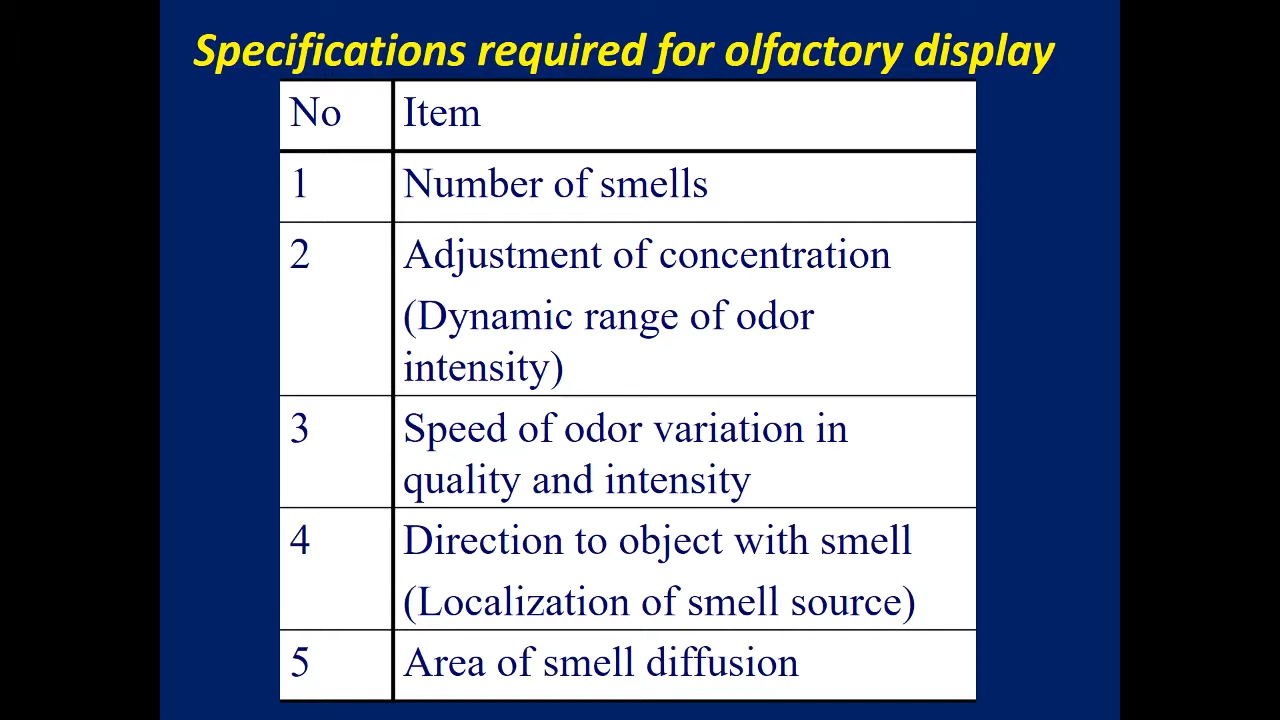 Specifications required for olfactory display
No Item
1 Number of smells
2 Adjustment of concentration
(Dynamic range of odor
intensity)
3 Speed of odor variation in
quality and intensity
4 Direction to object with smell
(Localization of smell source)
5 Area of smell diffusion